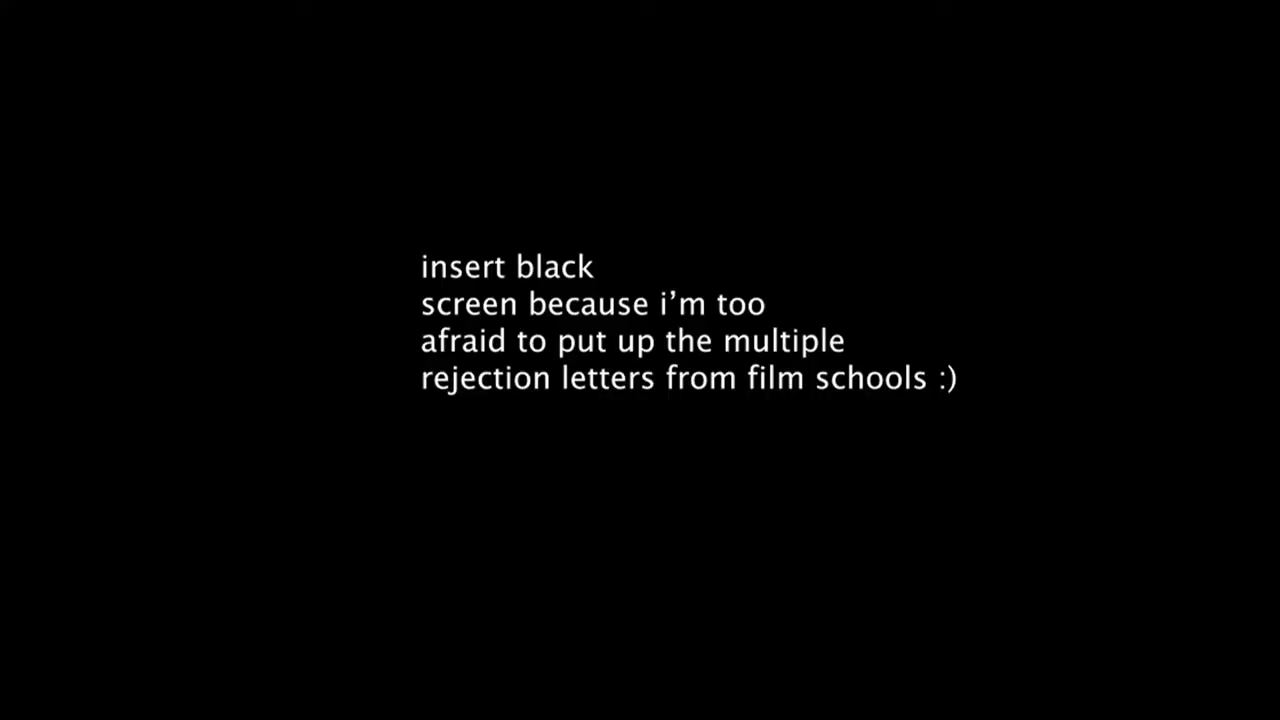 insert black
screen because i’m too
afraid to put up the multiple
rejection letters from film schools :)